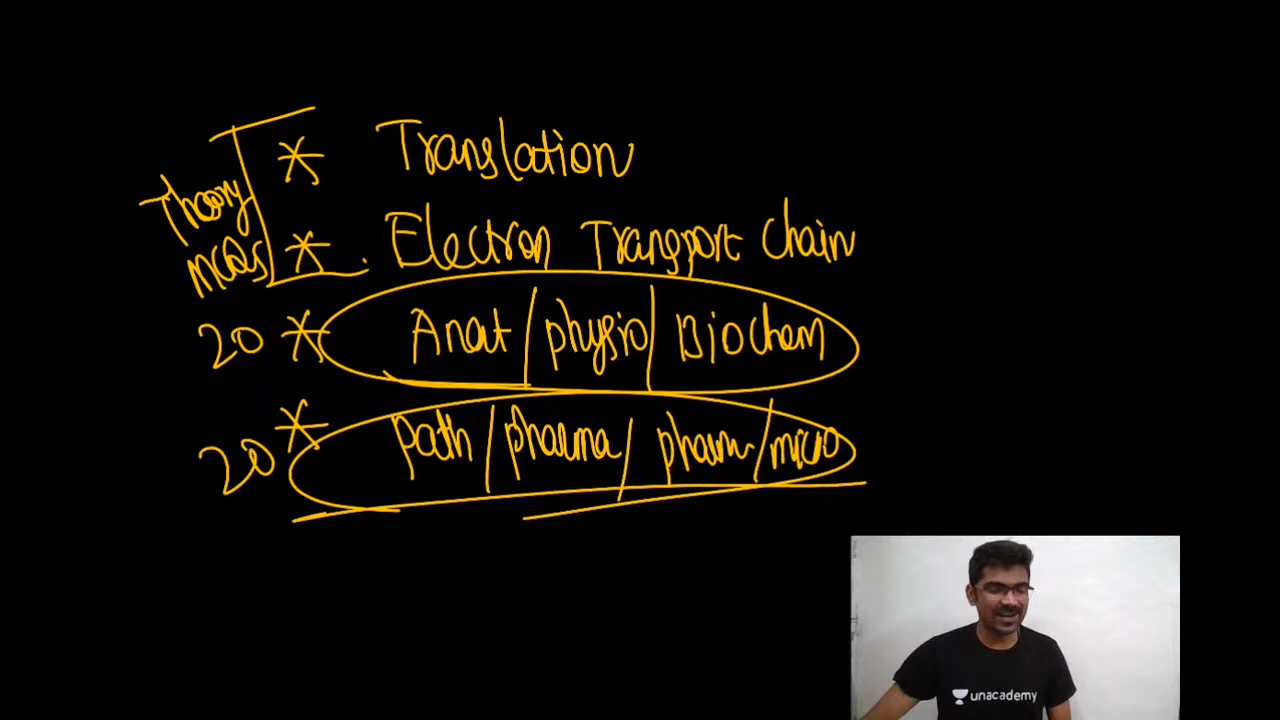 Theory
MCQs
* Translation
* Electron Transport Chain
20 * Anat / physio / Biochem
20 * path / pharma / pharm / micro
unacademy